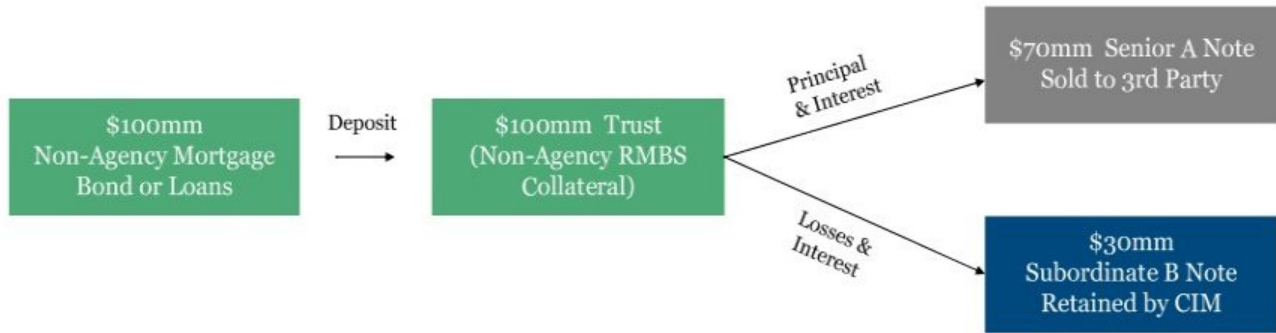 $100mm
Non-Agency Mortgage
Bond or Loans
Deposit
$100mm Trust
(Non-Agency RMBS
Collateral)
Principal
& Interest
$70mm Senior A Note
Sold to 3rd Party
Losses &
Interest
$30mm
Subordinate B Note
Retained by CIM